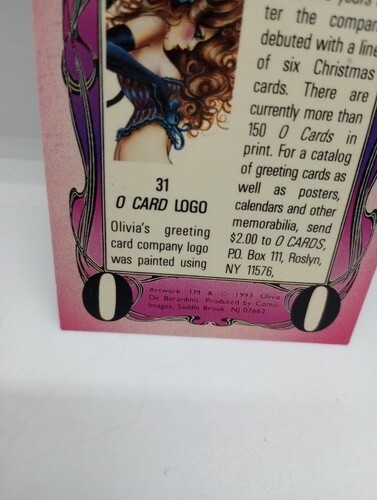 31
O CARD LOGO
Olivia's greeting
card company logo
was painted using
ter the compan
debuted with a line
of six Christmas
cards. There are
currently more than
150 O Cards in
print. For a catalog
of greeting cards as
well as posters,
calendars and other
memorabilia, send
$2.00 to O CARDS,
P.O. Box 111, Roslyn,
NY 11576,
O
Artwork TM & © 1993 Olivia
De Berardinis. Produced by Comic
Images, Saddle Brook, NJ 07662
O